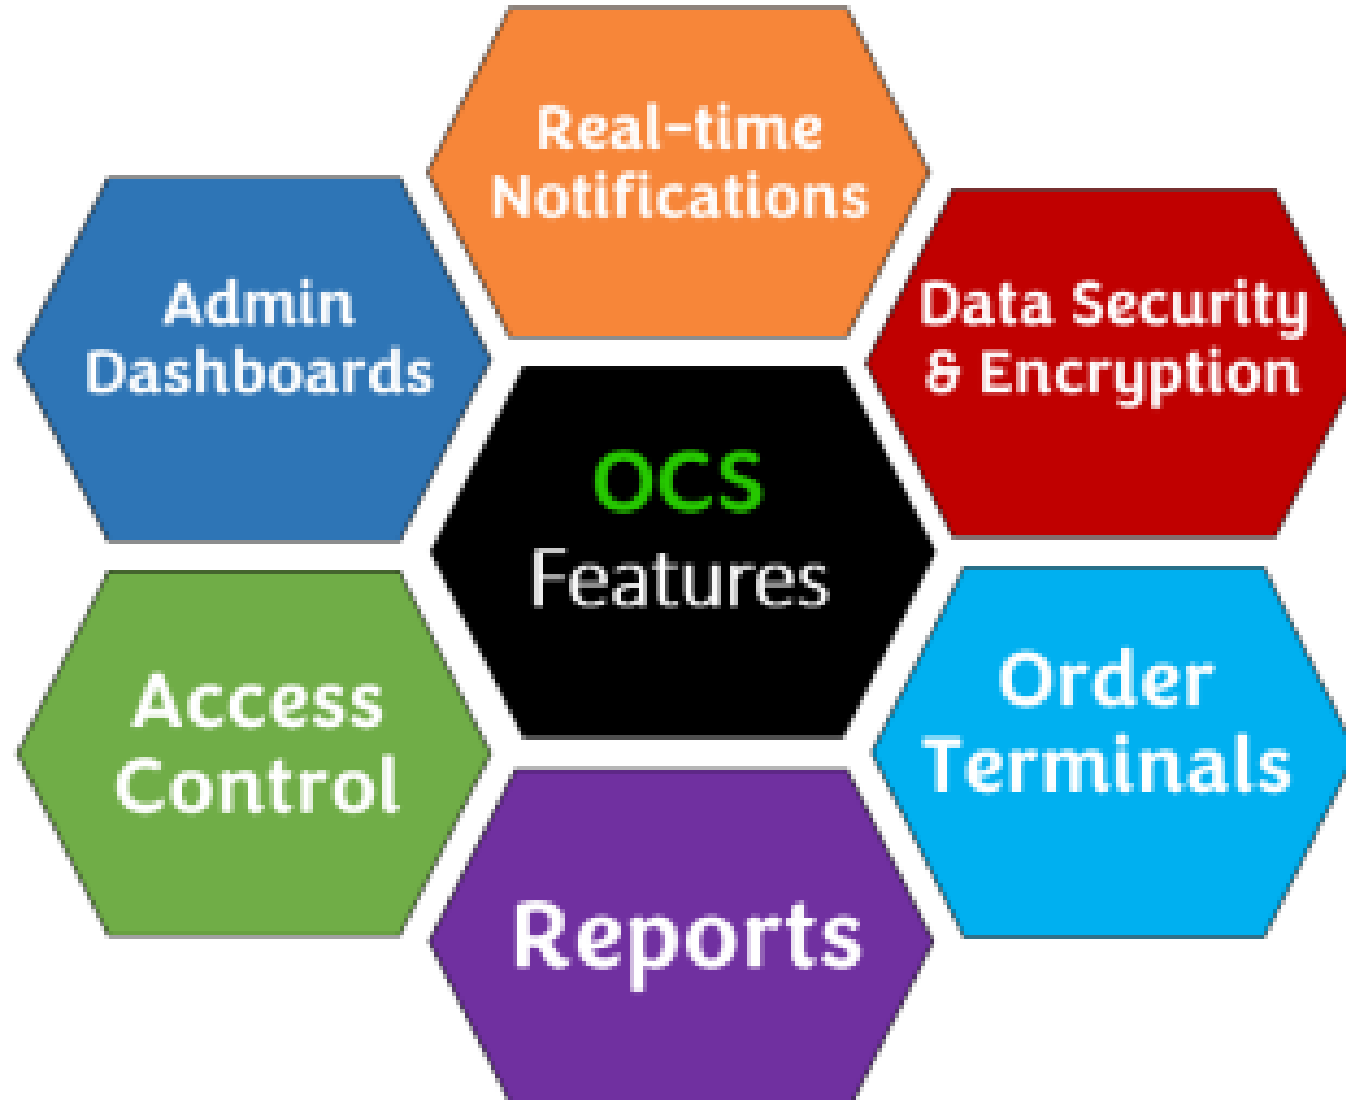 Real-time
Notifications
Admin
Dashboards
Data Security
& Encryption
OCS
Features
Access
Control
Order
Terminals
Reports